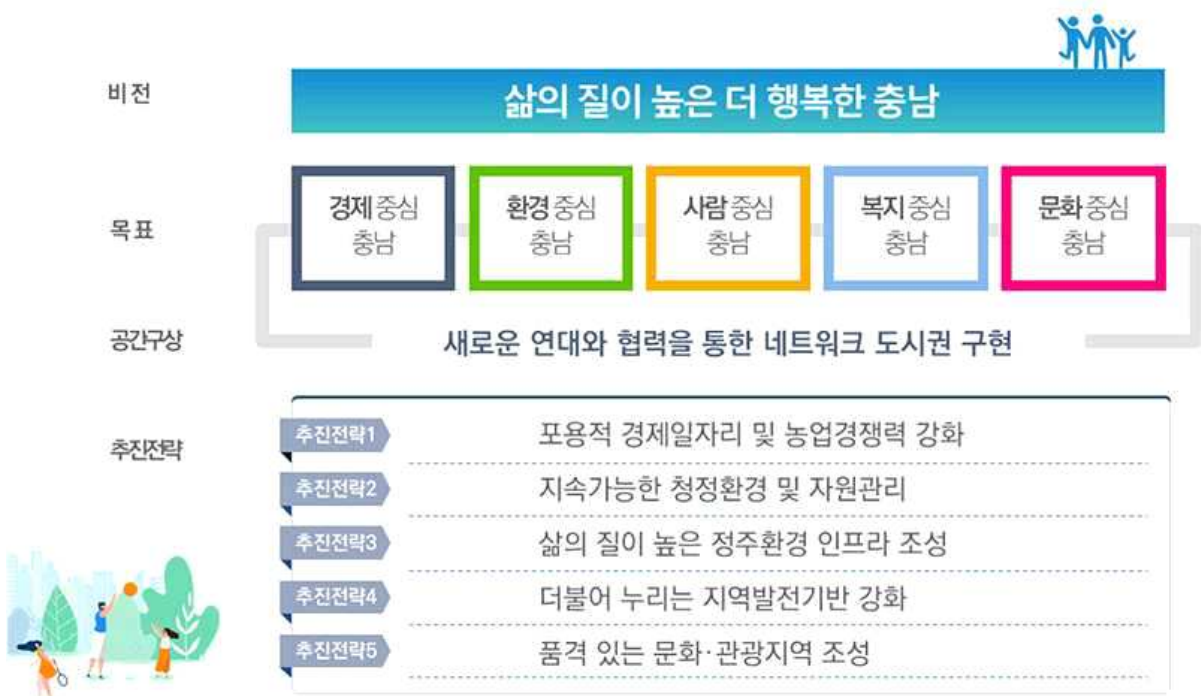 비전
삶의 질이 높은 더 행복한 충남
목표
경제 중심
충남
환경 중심
충남
사람 중심
충남
복지 중심
충남
문화 중심
충남
공간구상
새로운 연대와 협력을 통한 네트워크 도시권 구현
추진전략
추진전략1
포용적 경제일자리 및 농업경쟁력 강화
추진전략2
지속가능한 청정환경 및 자원관리
추진전략3
삶의 질이 높은 정주환경 인프라 조성
추진전략4
더불어 누리는 지역발전기반 강화
추진전략5
품격 있는 문화·관광지역 조성